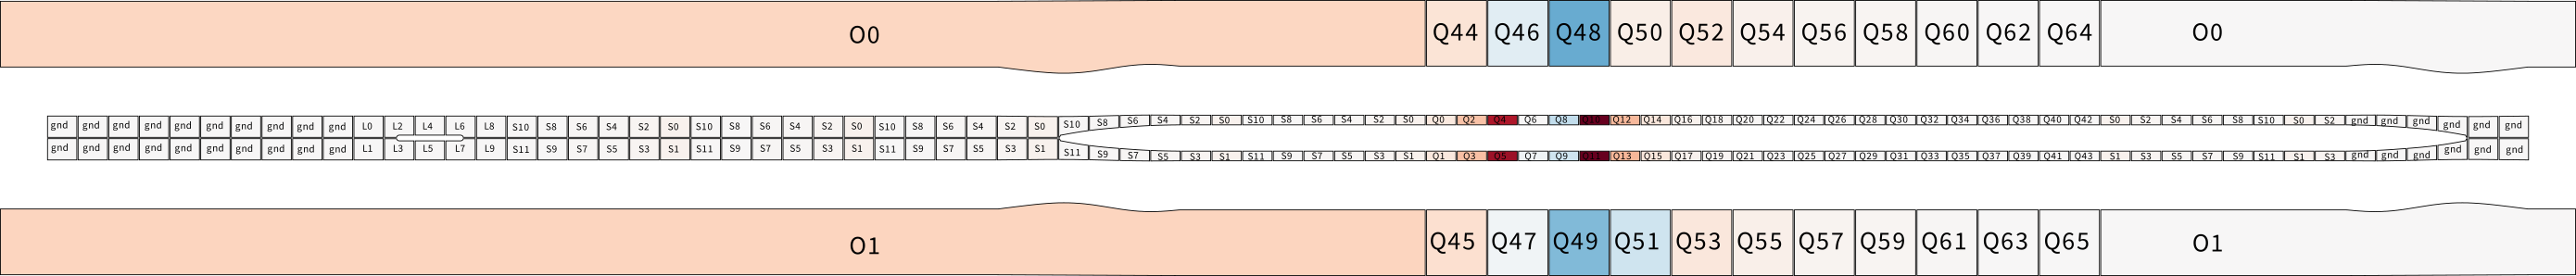 O0 Q44 Q46 Q48 Q50 Q52 Q54 Q56 Q58 Q60 Q62 Q64 O0
gnd gnd gnd gnd gnd gnd gnd gnd gnd gnd L0 L2 L4 L6 L8 S10 S8 S6 S4 S2 S0 S10 S8 S6 S4 S2 S0 S10 S8 S6 S4 S2 S0 S10 S8 S6 S4 S2 S0 S10 S8 S6 S4 S2 S0 Q0 Q2 Q4 Q6 Q8 Q10 Q12 Q14 Q16 Q18 Q20 Q22 Q24 Q26 Q28 Q30 Q32 Q34 Q36 Q38 Q40 Q42 S0 S2 S4 S6 S8 S10 S0 S2 gnd gnd gnd gnd gnd gnd
gnd gnd gnd gnd gnd gnd gnd gnd gnd gnd L1 L3 L5 L7 L9 S11 S9 S7 S5 S3 S1 S11 S9 S7 S5 S3 S1 S11 S9 S7 S5 S3 S1 S11 S9 S7 S5 S3 S1 S11 S9 S7 S5 S3 S1 Q1 Q3 Q5 Q7 Q9 Q11 Q13 Q15 Q17 Q19 Q21 Q23 Q25 Q27 Q29 Q31 Q33 Q35 Q37 Q39 Q41 Q43 S1 S3 S5 S7 S9 S11 S1 S3 gnd gnd gnd gnd gnd gnd
O1 Q45 Q47 Q49 Q51 Q53 Q55 Q57 Q59 Q61 Q63 Q65 O1